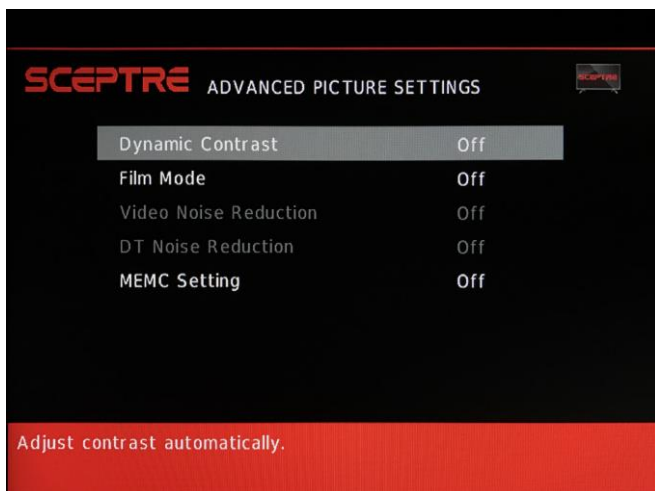 SCEPTRE ADVANCED PICTURE SETTINGS
SCEPTRE
Dynamic Contrast Off
Film Mode Off
Video Noise Reduction Off
DT Noise Reduction Off
MEMC Setting Off
Adjust contrast automatically.